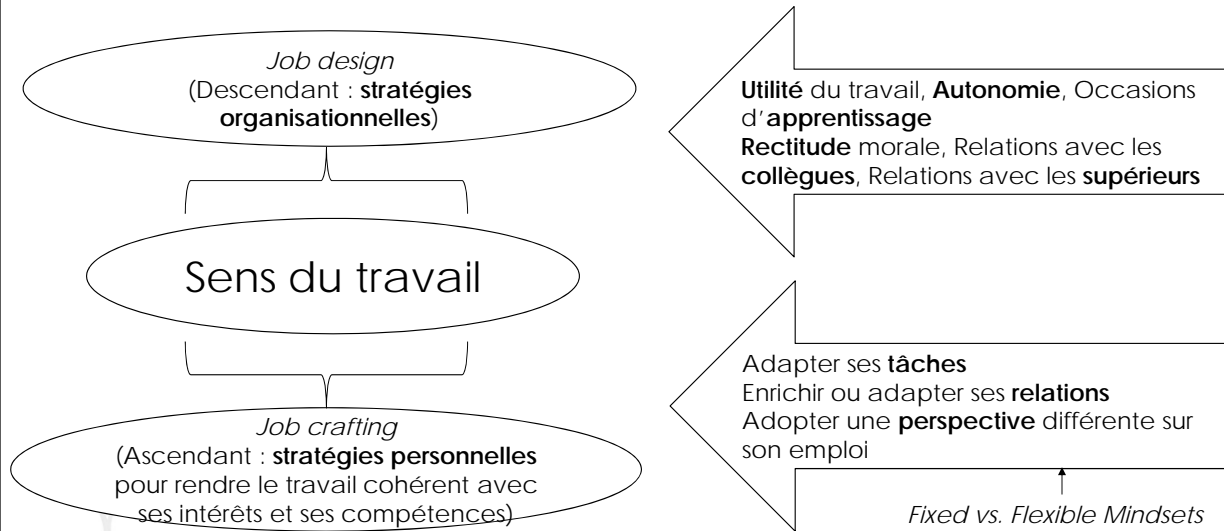 Job design
(Descendant : stratégies
organisationnelles)
Utilité du travail, Autonomie, Occasions
d'apprentissage
Rectitude morale, Relations avec les
collègues, Relations avec les supérieurs
Sens du travail
Job crafting
(Ascendant : stratégies personnelles
pour rendre le travail cohérent avec
ses intérêts et ses compétences)
Adapter ses tâches
Enrichir ou adapter ses relations
Adopter une perspective différente sur
son emploi
Fixed vs. Flexible Mindsets